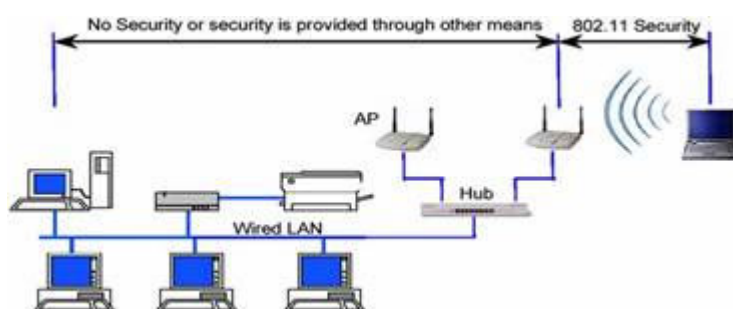 No Security or security is provided through other means
802.11 Security
AP
Hub
Wired LAN